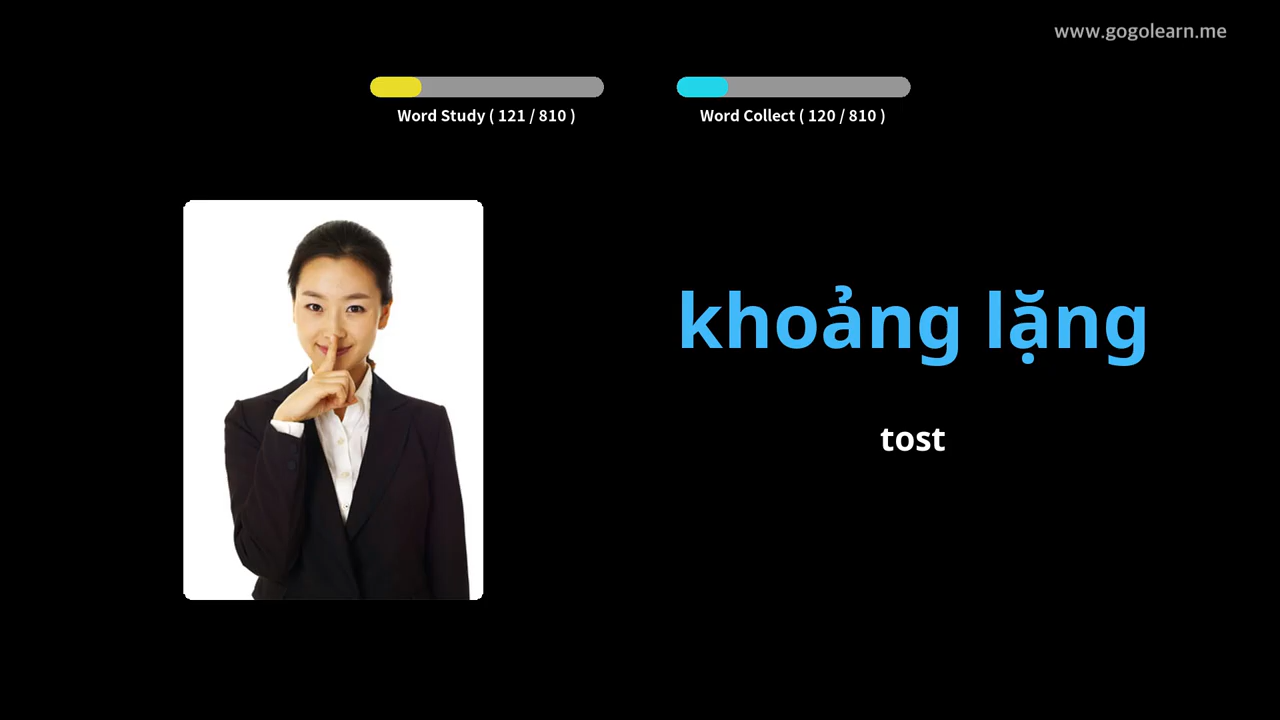 www.gogolearn.me
Word Study ( 121 / 810 )
Word Collect ( 120 / 810 )
khoảng lặng
tost